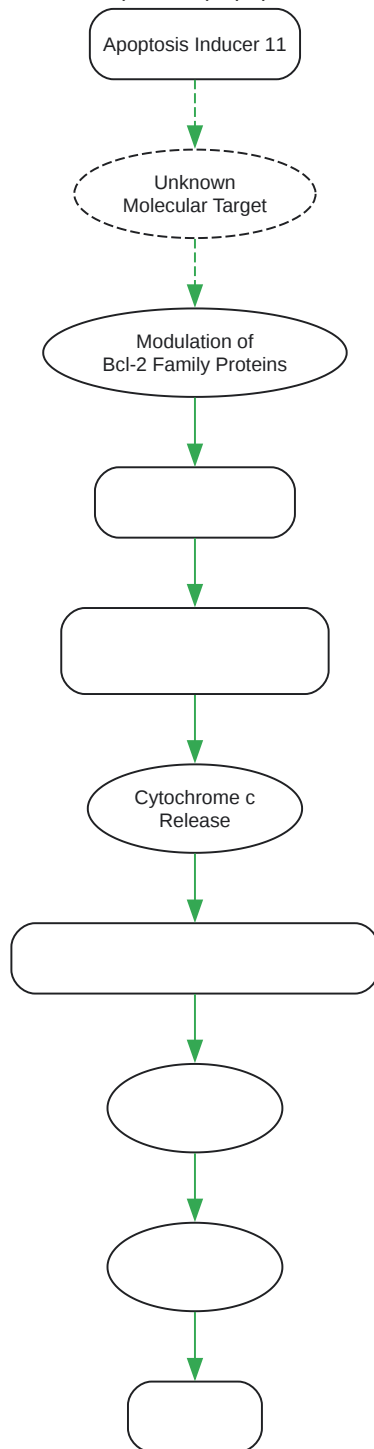 Apoptosis Inducer 11
Unknown
Molecular Target
Modulation of
Bcl-2 Family Proteins
Cytochrome c
Release